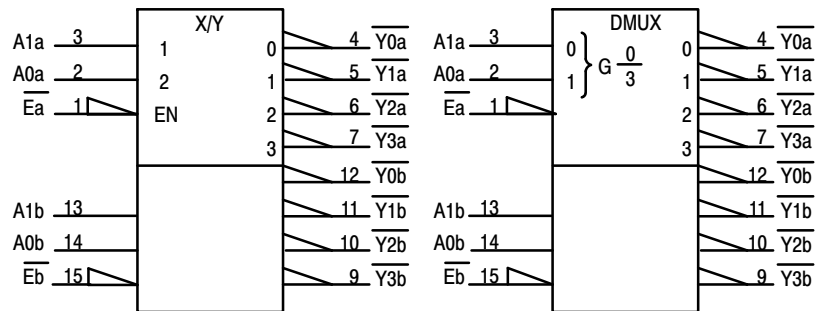 X/Y DMUX
A1a 3 1 0 4 Y0a A1a 3 0 0 4 Y0a
A0a 2 2 1 5 Y1a A0a 2 1 G 0/3 1 5 Y1a
Ea 1 EN 2 6 Y2a Ea 1 2 6 Y2a
3 7 Y3a 3 7 Y3a
12 Y0b 12 Y0b
A1b 13 11 Y1b A1b 13 11 Y1b
A0b 14 10 Y2b A0b 14 10 Y2b
Eb 15 9 Y3b Eb 15 9 Y3b